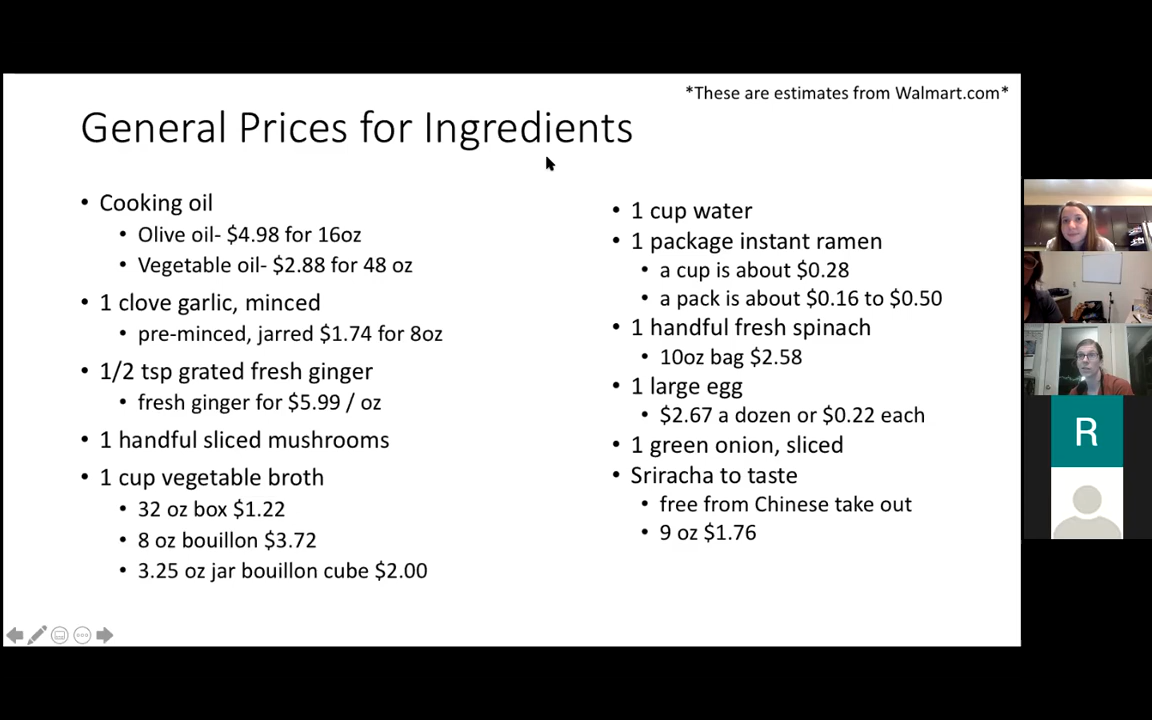 *These are estimates from Walmart.com*
General Prices for Ingredients
• Cooking oil
• Olive oil- $4.98 for 16oz
• Vegetable oil- $2.88 for 48 oz
• 1 clove garlic, minced
• pre-minced, jarred $1.74 for 8oz
• 1/2 tsp grated fresh ginger
• fresh ginger for $5.99 / oz
• 1 handful sliced mushrooms
• 1 cup vegetable broth
• 32 oz box $1.22
• 8 oz bouillon $3.72
• 3.25 oz jar bouillon cube $2.00
• 1 cup water
• 1 package instant ramen
• a cup is about $0.28
• a pack is about $0.16 to $0.50
• 1 handful fresh spinach
• 10oz bag $2.58
• 1 large egg
• $2.67 a dozen or $0.22 each
• 1 green onion, sliced
• Sriracha to taste
• free from Chinese take out
• 9 oz $1.76
R